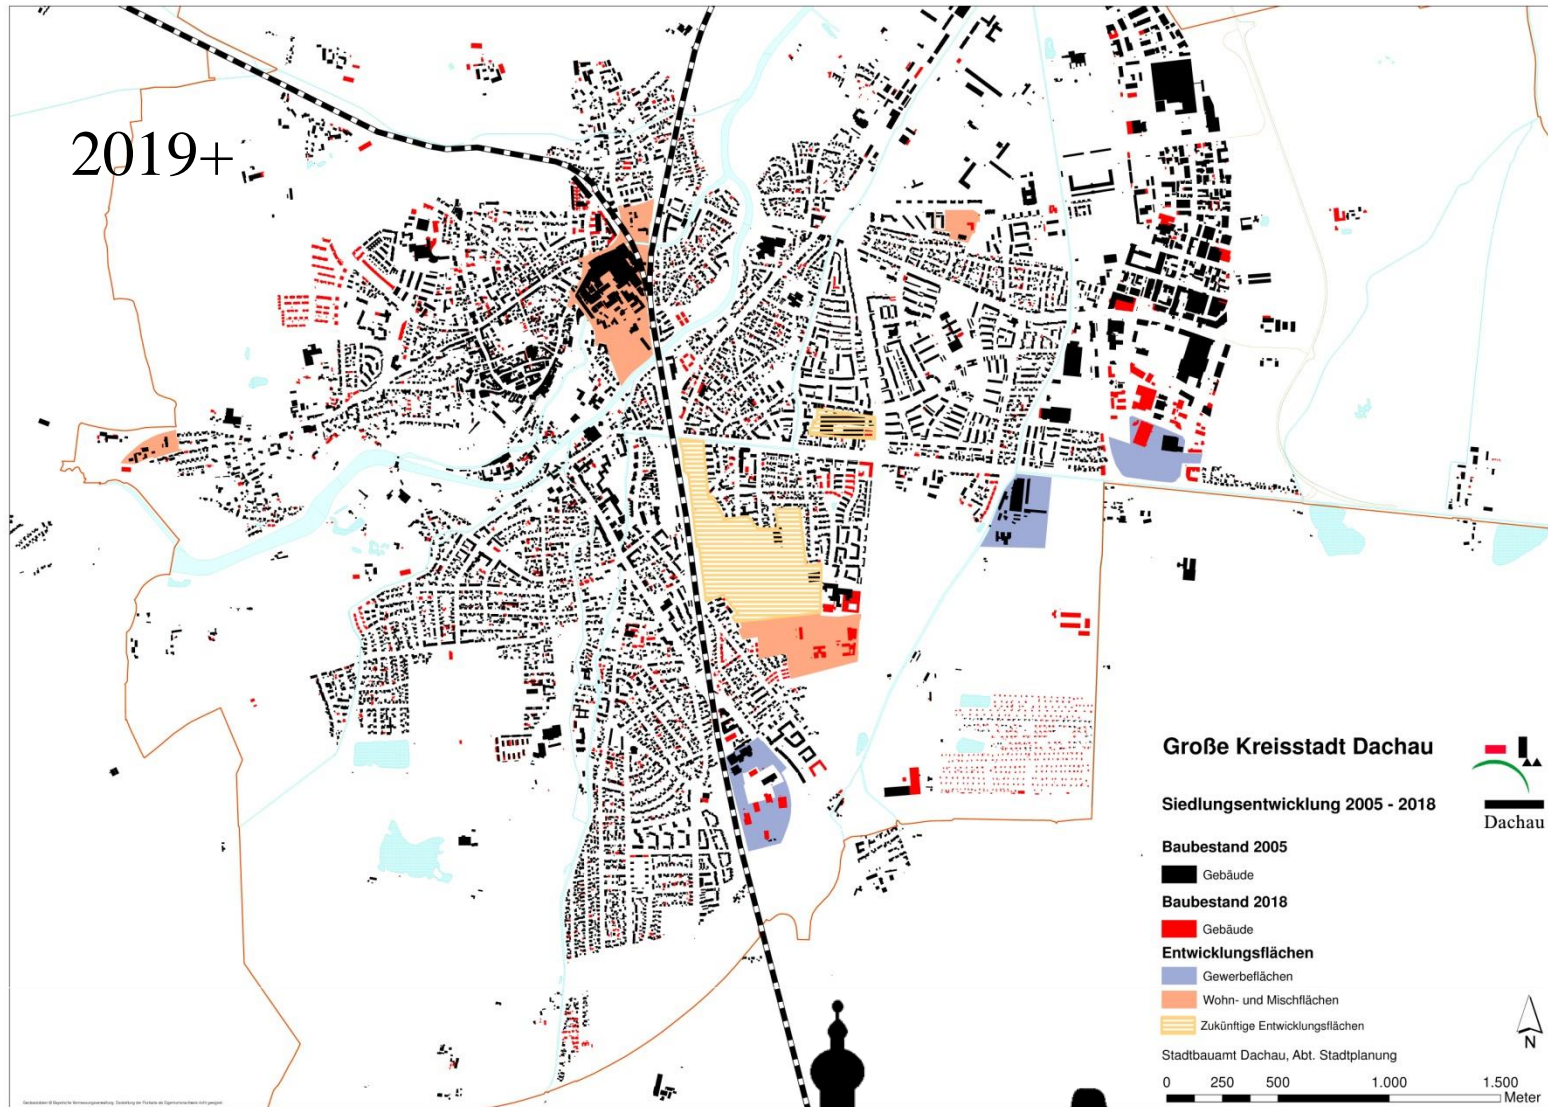 2019+
Große Kreisstadt Dachau
Siedlungsentwicklung 2005 - 2018
Dachau
Baubestand 2005
Gebäude
Baubestand 2018
Gebäude
Entwicklungsflächen
Gewerbeflächen
Wohn- und Mischflächen
Zukünftige Entwicklungsflächen
N
Stadtbauamt Dachau, Abt. Stadtplanung
0 250 500 1.000 1.500
Meter